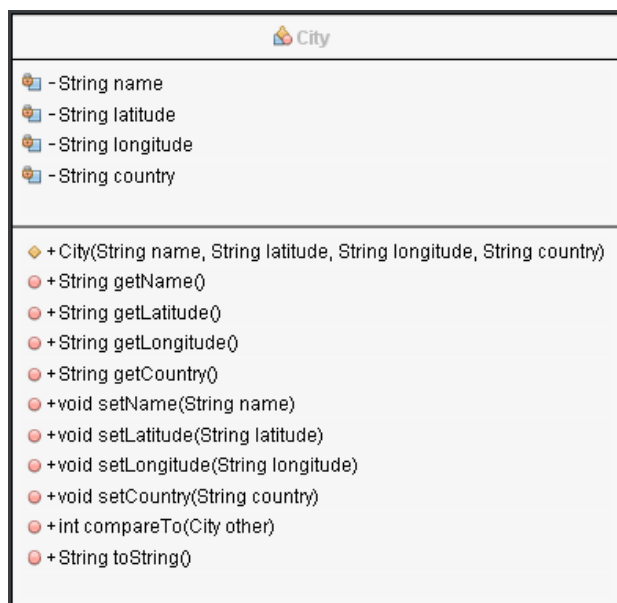 City
-String name
-String latitude
-String longitude
-String country
+City(String name, String latitude, String longitude, String country)
+String getName()
+String getLatitude()
+String getLongitude()
+String getCountry()
+void setName(String name)
+void setLatitude(String latitude)
+void setLongitude(String longitude)
+void setCountry(String country)
+int compareTo(City other)
+String toString()